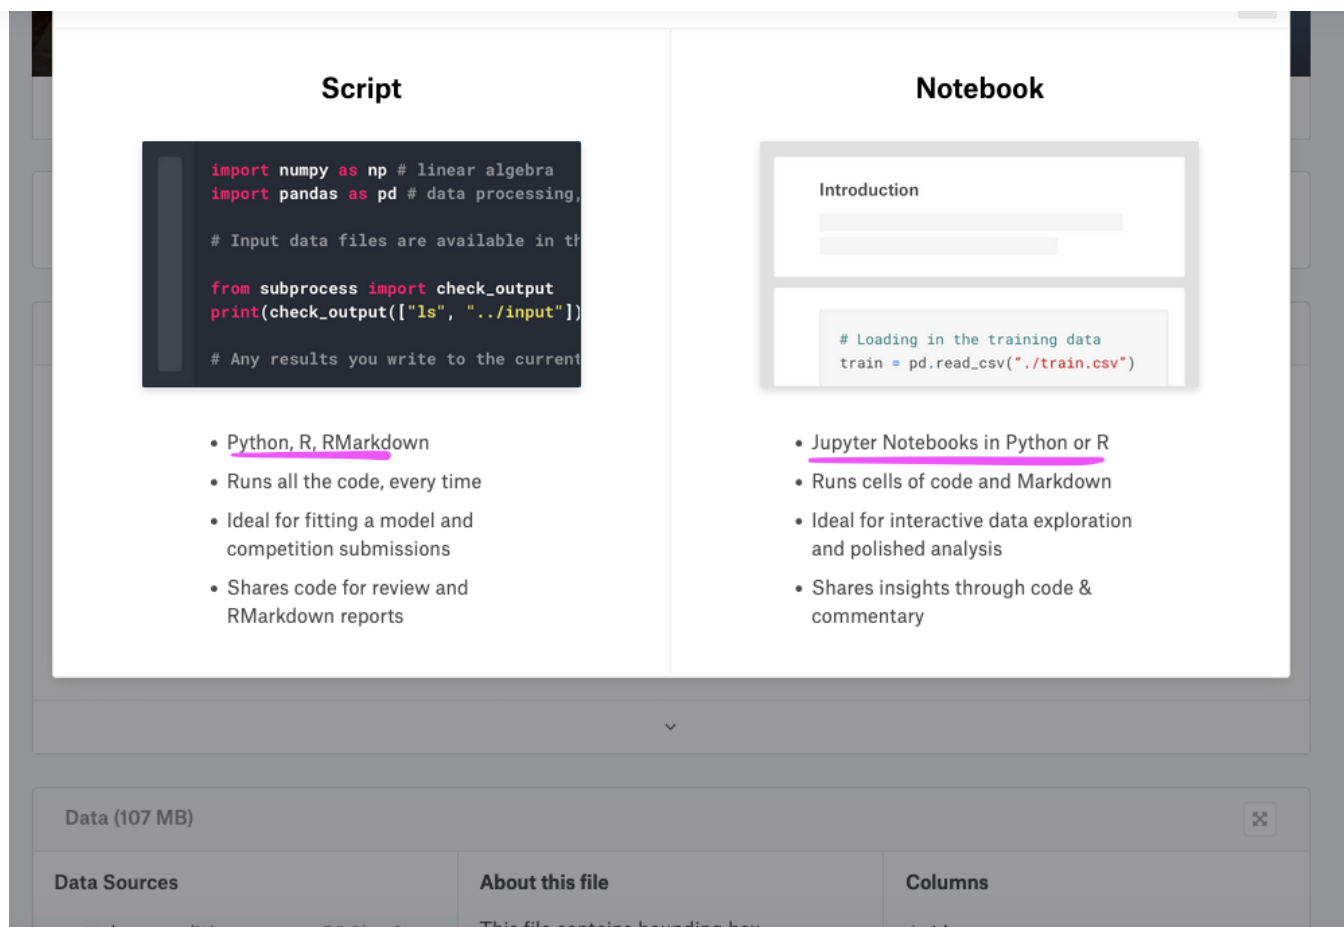 Script
import numpy as np # linear algebra
import pandas as pd # data processing,
# Input data files are available in th
from subprocess import check_output
print(check_output(["ls", "../input"])
# Any results you write to the current
• Python, R, RMarkdown
• Runs all the code, every time
• Ideal for fitting a model and
competition submissions
• Shares code for review and
RMarkdown reports
Notebook
Introduction
# Loading in the training data
train = pd.read_csv("./train.csv")
• Jupyter Notebooks in Python or R
• Runs cells of code and Markdown
• Ideal for interactive data exploration
and polished analysis
• Shares insights through code &
commentary
Data (107 MB)
Data Sources
About this file
Columns
This file contains bounding box